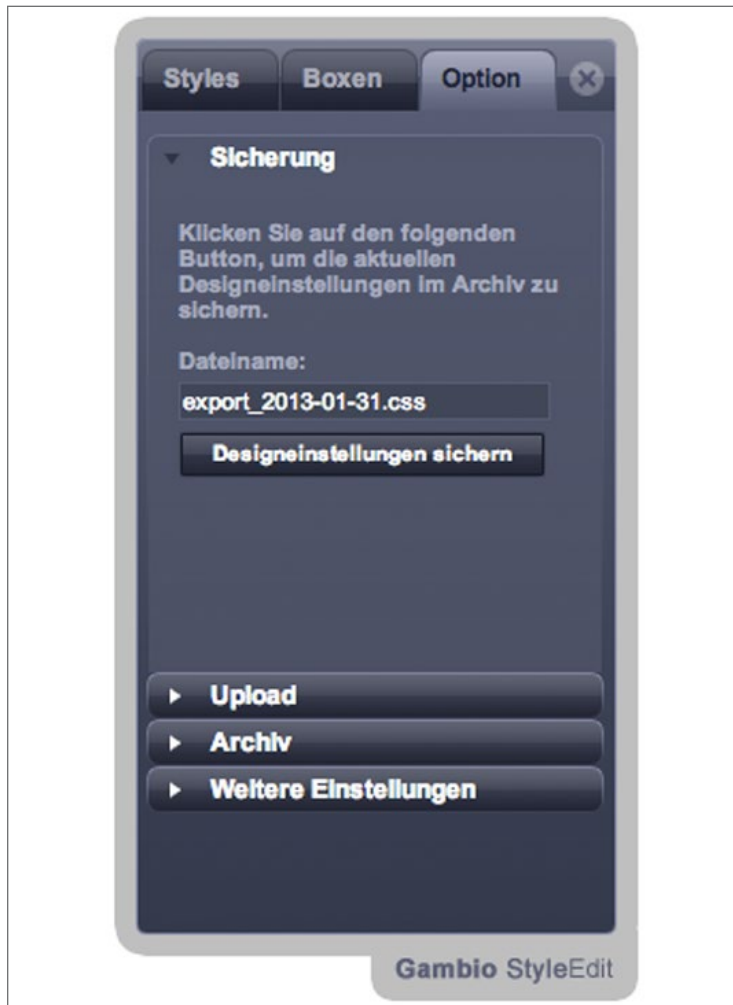 Styles Boxen Option
Sicherung
Klicken Sie auf den folgenden
Button, um die aktuellen
Designeinstellungen im Archiv zu
sichern.
Dateiname:
export_2013-01-31.css
Designeinstellungen sichern
Upload
Archiv
Weitere Einstellungen
Gambio StyleEdit